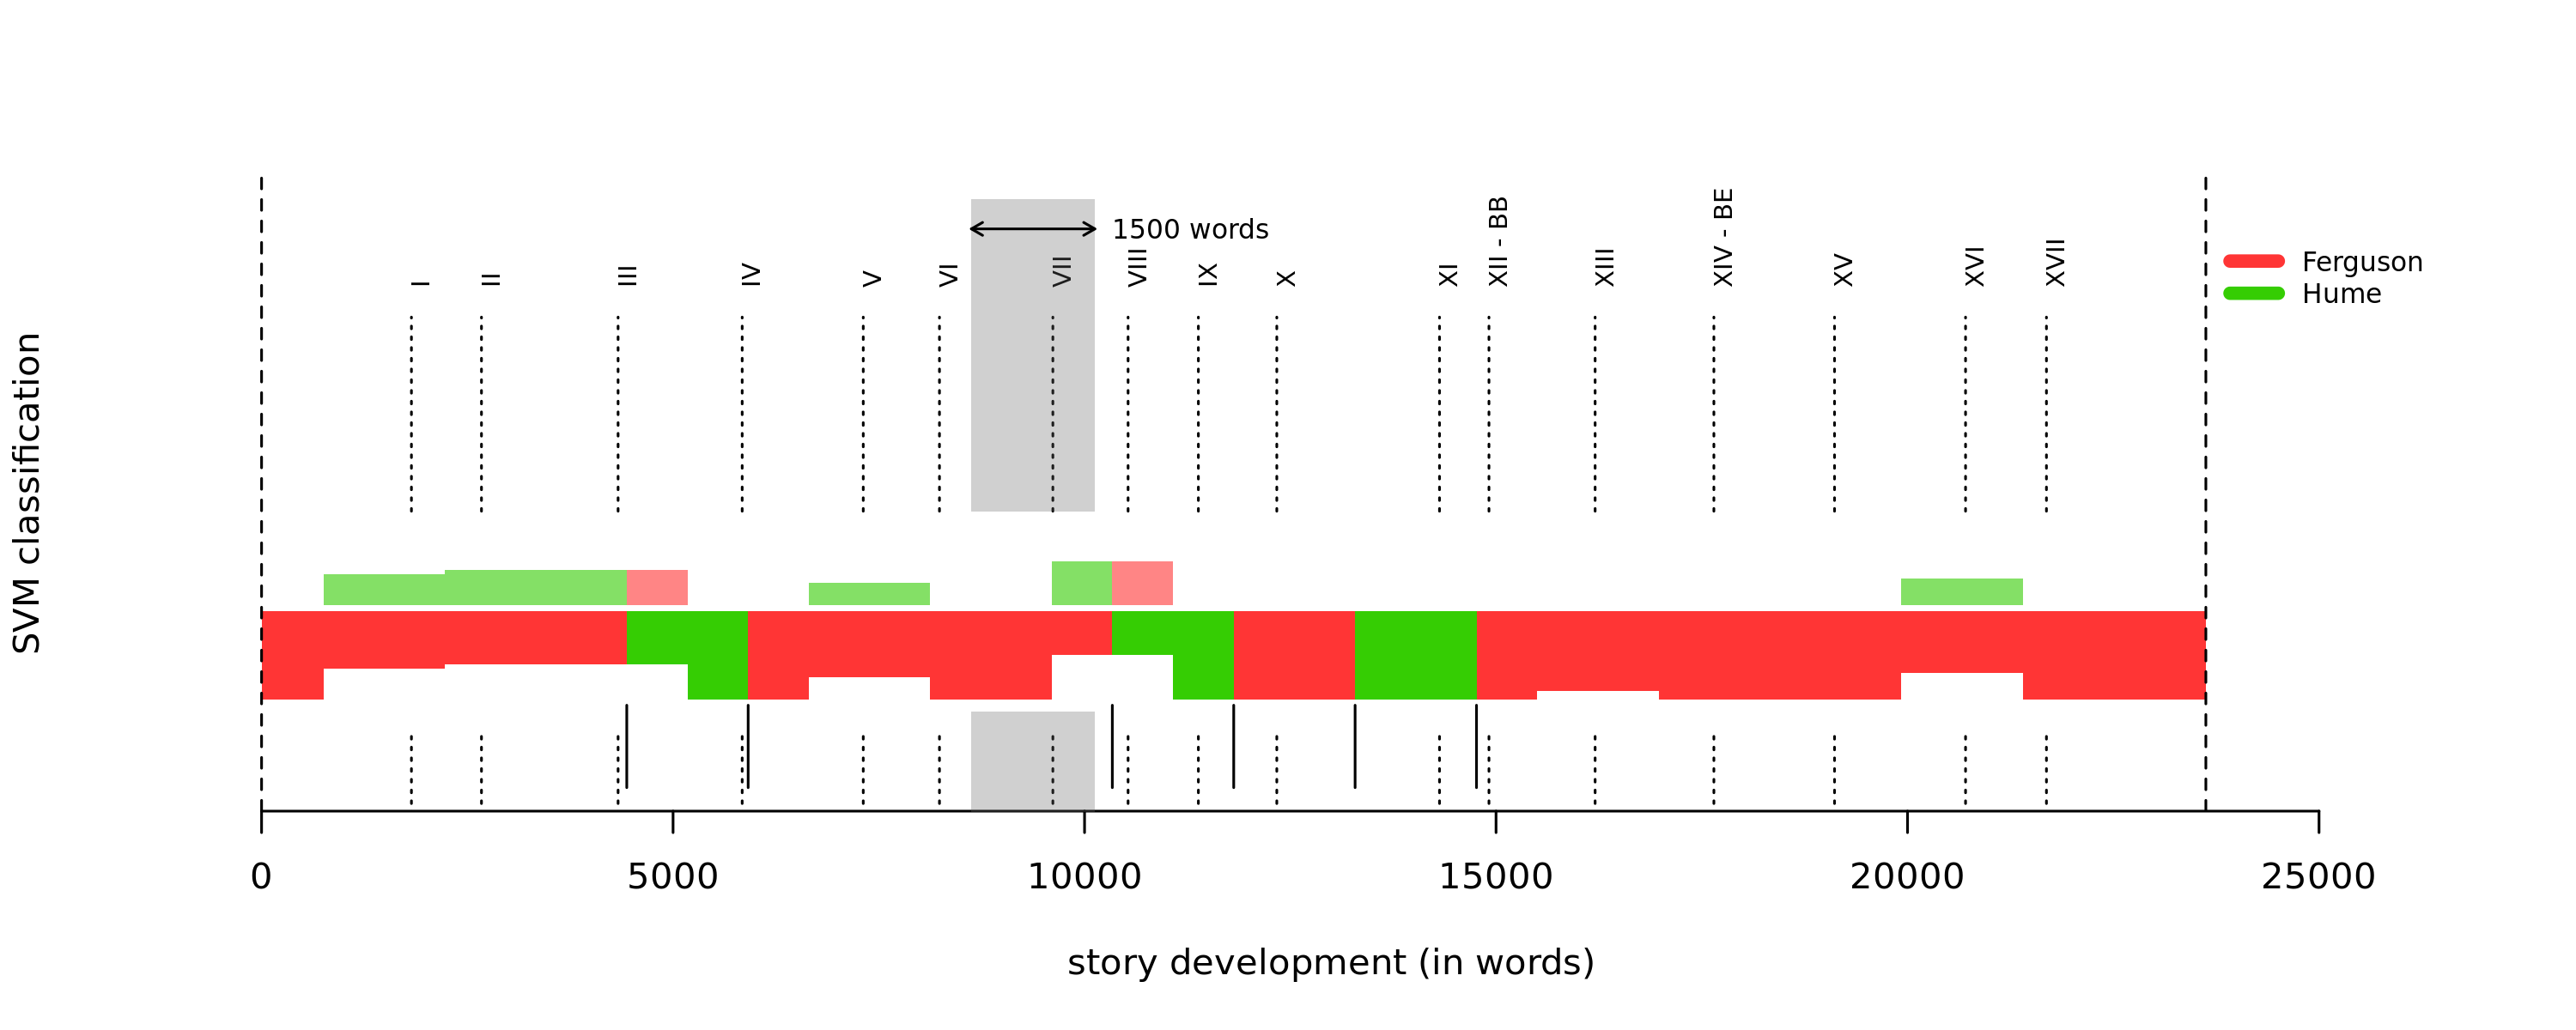 1500 words
I
II
III
IV
V
VI
VII
VIII
IX
X
XI
XII - BB
XIII
XIV - BE
XV
XVI
XVII
Ferguson
Hume
SVM classification
0
5000
10000
15000
20000
25000
story development (in words)